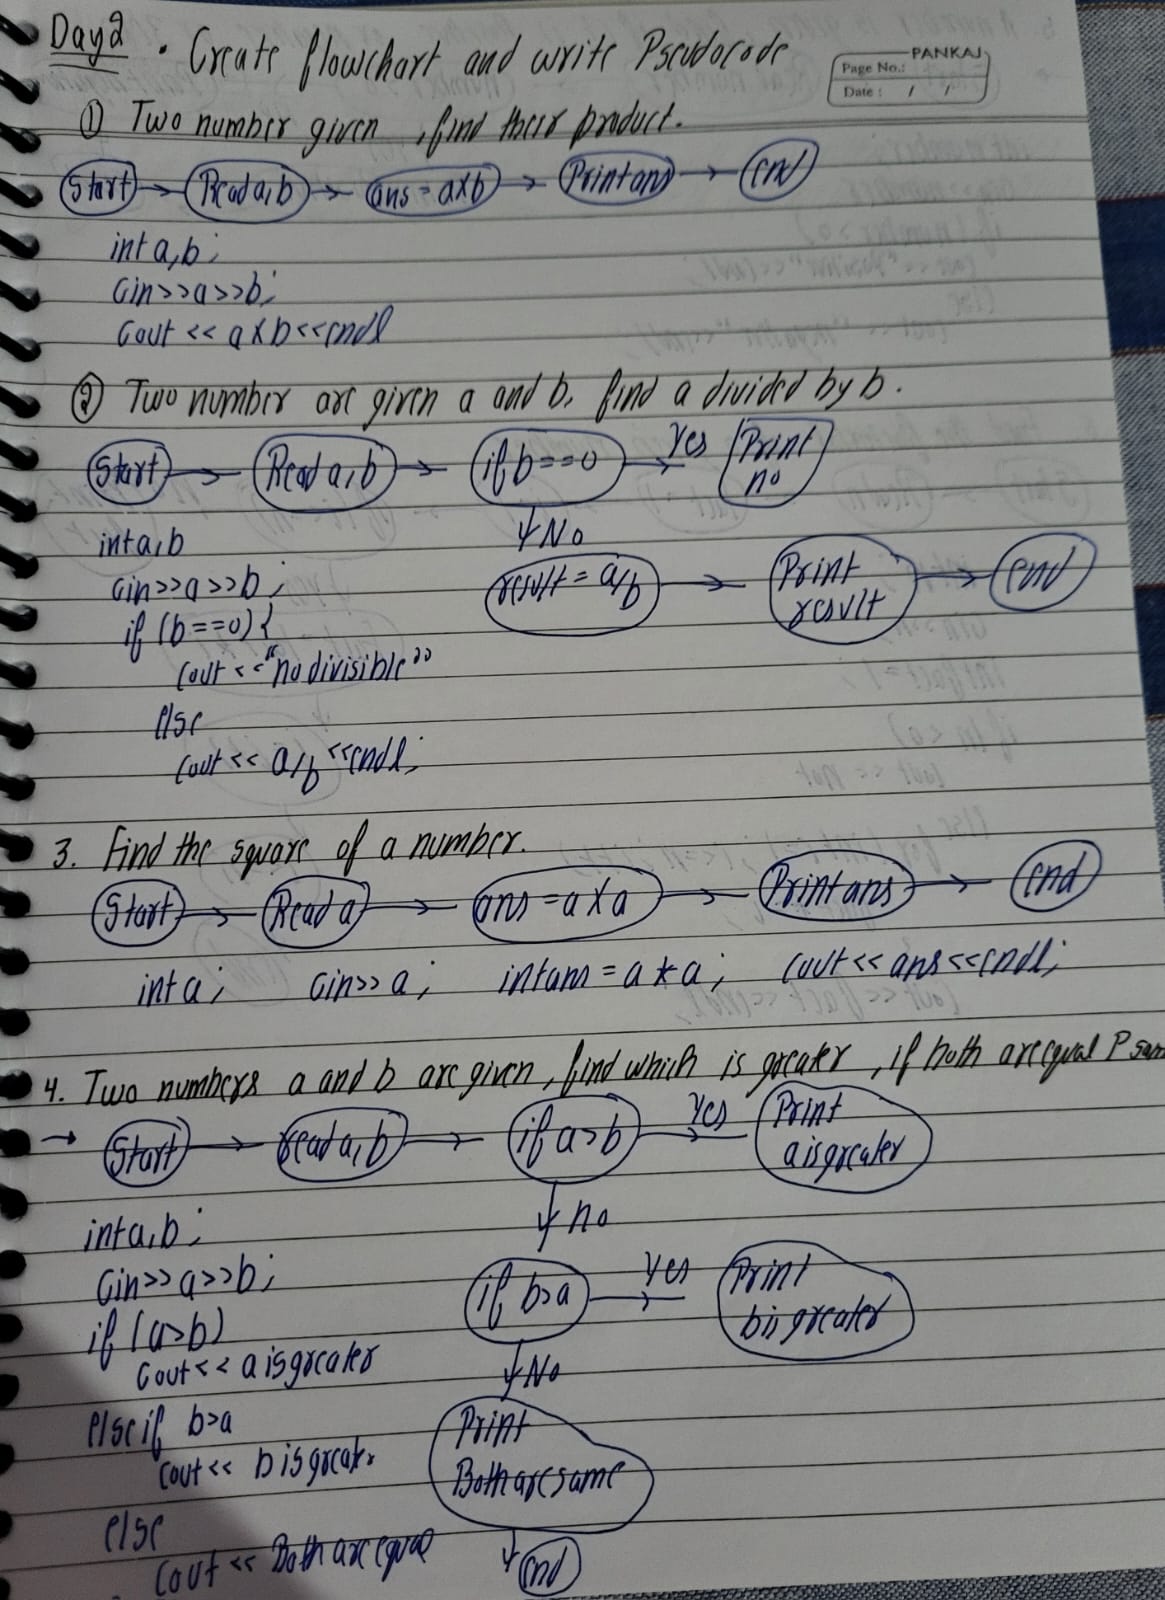 Day2 • Create flowchart and write Pseudocode
PANKAJ
Page No.:
Date : / /
① Two number given , find their product.
Start → Read a,b → ans = a×b → Print ans → end
int a,b;
cin>>a>>b;
cout << a×b<<endl
② Two number are given a and b, find a divided by b.
Start → Read a,b → if b==0 → Yes Print no
↓ No
result = a/b → Print result → end
int a,b
cin>>a>>b;
if (b==0){
cout <<"no divisible"
else
cout << a/b <<endl;
3. Find the square of a number.
Start → Read a → ans = a×a → Print ans → end
int a; cin>> a; int ans = a*a; cout<< ans<<endl;
4. Two numbers a and b are given, find which is greater , if both are equal P sam
→ Start → read a,b → if a>b → Yes Print a is greater
↓ no
if b>a → Yes Print b is greater
↓ No
Print Both are same
↓ end
int a,b;
cin>>a>>b;
if (a>b)
cout<< a is greater
else if b>a
cout<< b is great.
else
cout << Both are equal